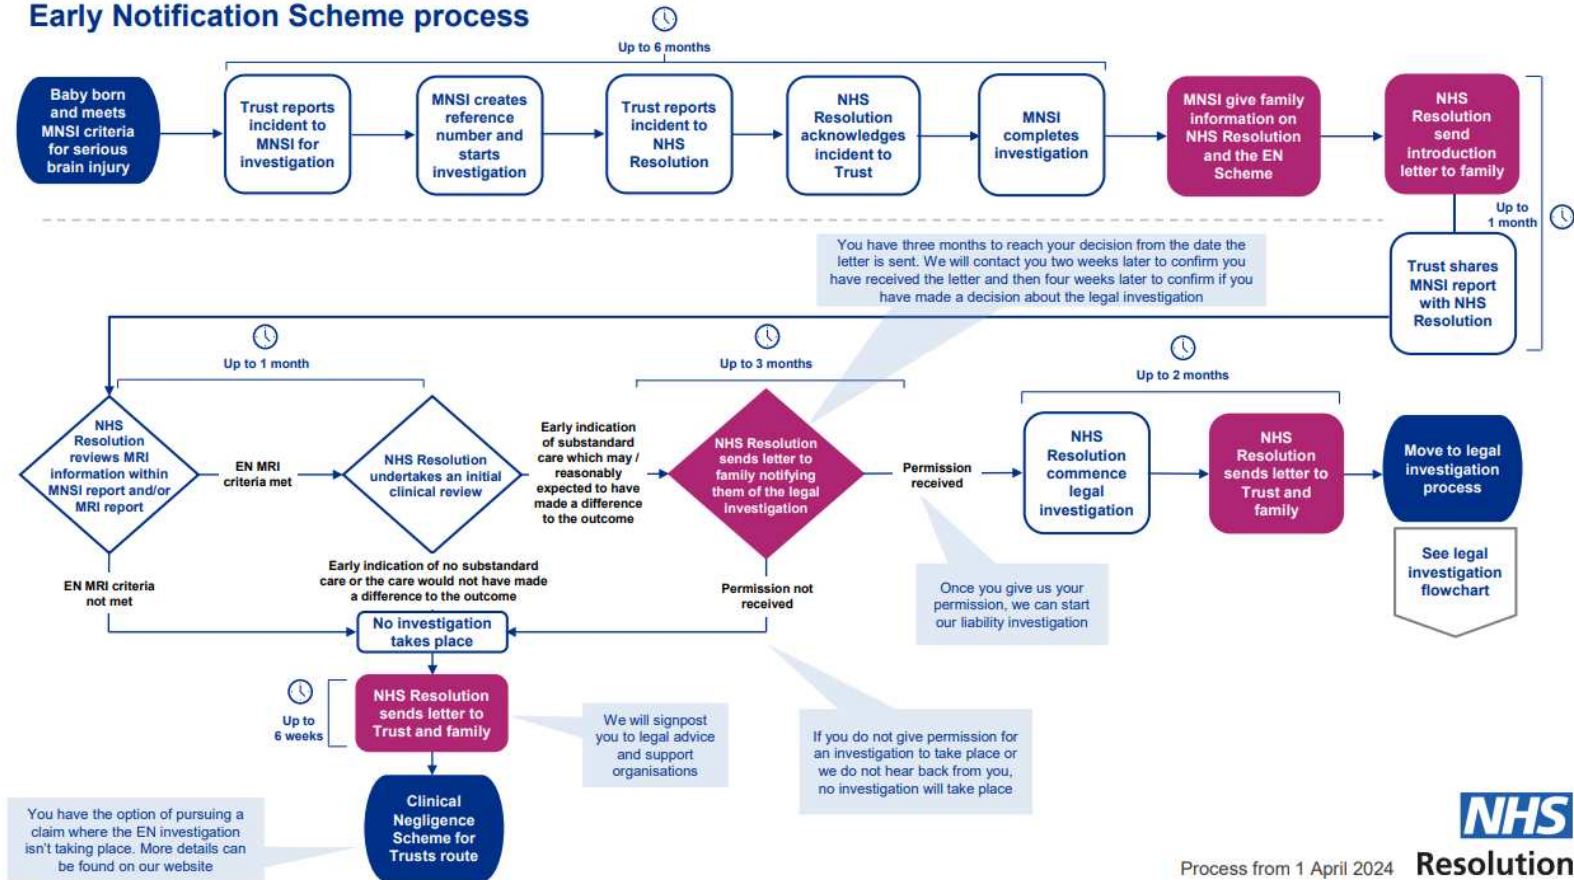 Early Notification Scheme process
Up to 6 months
Baby born
and meets
MNSI criteria
for serious
brain injury
Trust reports
incident to
MNSI for
investigation
MNSI creates
reference
number and
starts
investigation
Trust reports
incident to
NHS
Resolution
NHS
Resolution
acknowledges
incident to
Trust
MNSI
completes
investigation
MNSI give family
information on
NHS Resolution
and the EN
Scheme
NHS
Resolution
send
introduction
letter to family
Up to
1 month
Trust shares
MNSI report
with NHS
Resolution
You have three months to reach your decision from the date the
letter is sent. We will contact you two weeks later to confirm you
have received the letter and then four weeks later to confirm if you
have made a decision about the legal investigation
Up to 1 month
Up to 3 months
Up to 2 months
NHS
Resolution
reviews MRI
information within
MNSI report and/or
MRI report
EN MRI
criteria met
NHS Resolution
undertakes an initial
clinical review
Early indication
of substandard
care which may /
reasonably
expected to have
made a difference
to the outcome
NHS Resolution
sends letter to
family notifying
them of the legal
investigation
Permission
received
NHS
Resolution
commence
legal
investigation
NHS
Resolution
sends letter to
Trust and
family
Move to legal
investigation
process
See legal
investigation
flowchart
EN MRI criteria
not met
Early indication of no substandard
care or the care would not have made
a difference to the outcome
Permission not
received
Once you give us your
permission, we can start
our liability investigation
No investigation
takes place
Up to
6 weeks
NHS Resolution
sends letter to
Trust and family
We will signpost
you to legal advice
and support
organisations
If you do not give permission for
an investigation to take place or
we do not hear back from you,
no investigation will take place
You have the option of pursuing a
claim where the EN investigation
isn't taking place. More details can
be found on our website
Clinical
Negligence
Scheme for
Trusts route
Process from 1 April 2024
NHS
Resolution